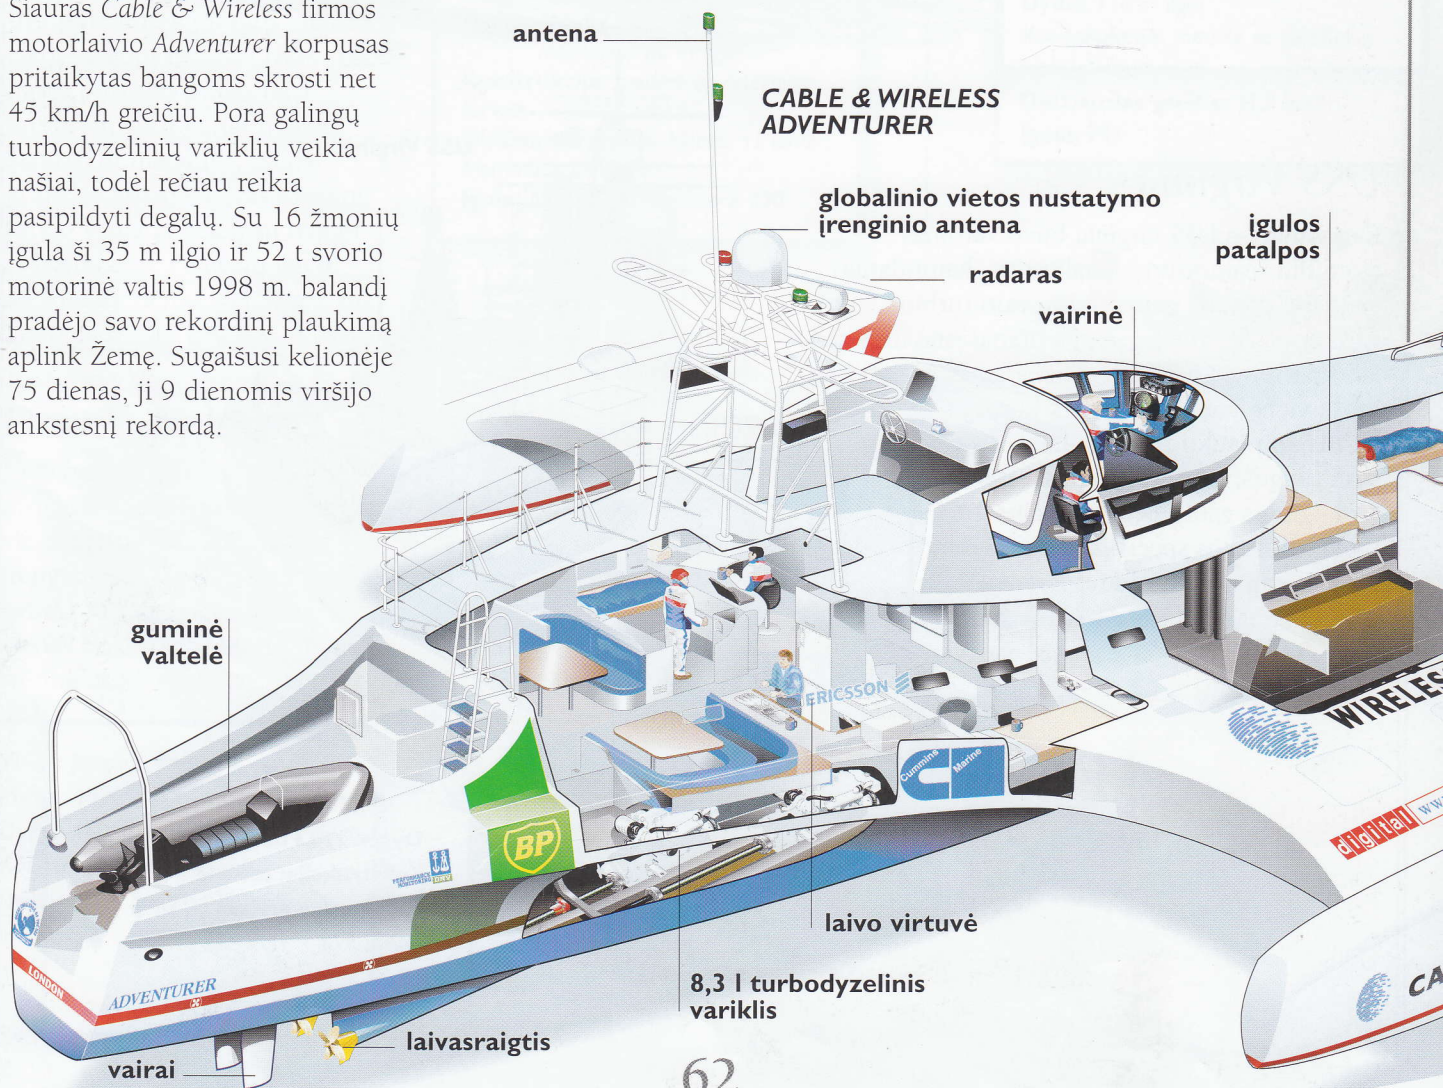 Šiauras Cable & Wireless firmos
motorlaivio Adventurer korpusas
pritaikytas bangoms skrosti net
45 km/h greičiu. Pora galingų
turbodyzelinių variklių veikia
našiai, todėl rečiau reikia
pasipildyti degalų. Su 16 žmonių
įgula ši 35 m ilgio ir 52 t svorio
motorinė valtis 1998 m. balandį
pradėjo savo rekordinį plaukimą
aplink Žemę. Sugaišusi kelionėje
75 dienas, ji 9 dienomis viršijo
ankstesnį rekordą.
antena
CABLE & WIRELESS
ADVENTURER
globalinio vietos nustatymo
įrenginio antena
radaras
vairinė
įgulos
patalpos
guminė
valtelė
ERICSSON
Cummins
Marine
WIRELES
digital
www.
BP
PERFORMANCE
MONITORING
LONDON
ADVENTURER
laivo virtuvė
8,3 l turbodyzelinis
variklis
laivasraigtis
vairai
CA
62